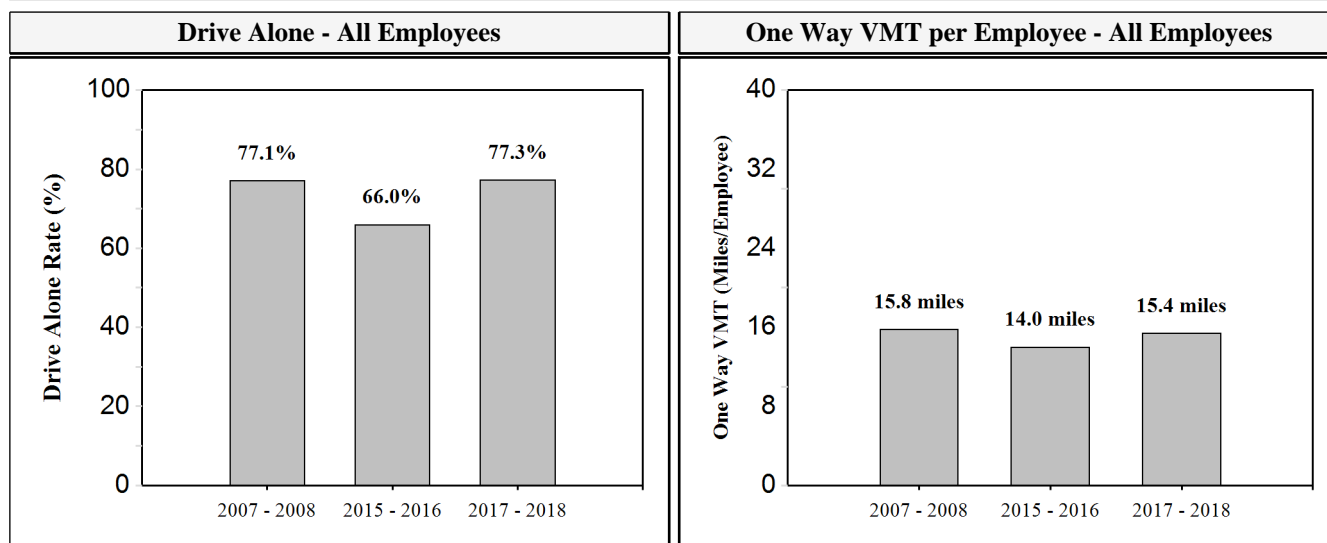 Drive Alone - All Employees
One Way VMT per Employee - All Employees
Drive Alone Rate (%)
100
80
60
40
20
0
77.1%
66.0%
77.3%
2007 - 2008
2015 - 2016
2017 - 2018
One Way VMT (Miles/Employee)
40
32
24
16
8
0
15.8 miles
14.0 miles
15.4 miles
2007 - 2008
2015 - 2016
2017 - 2018